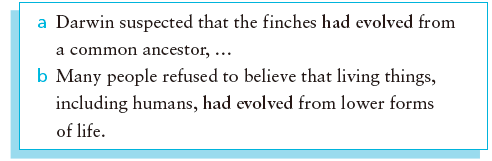 a Darwin suspected that the finches had evolved from
a common ancestor, …
b Many people refused to believe that living things,
including humans, had evolved from lower forms
of life.